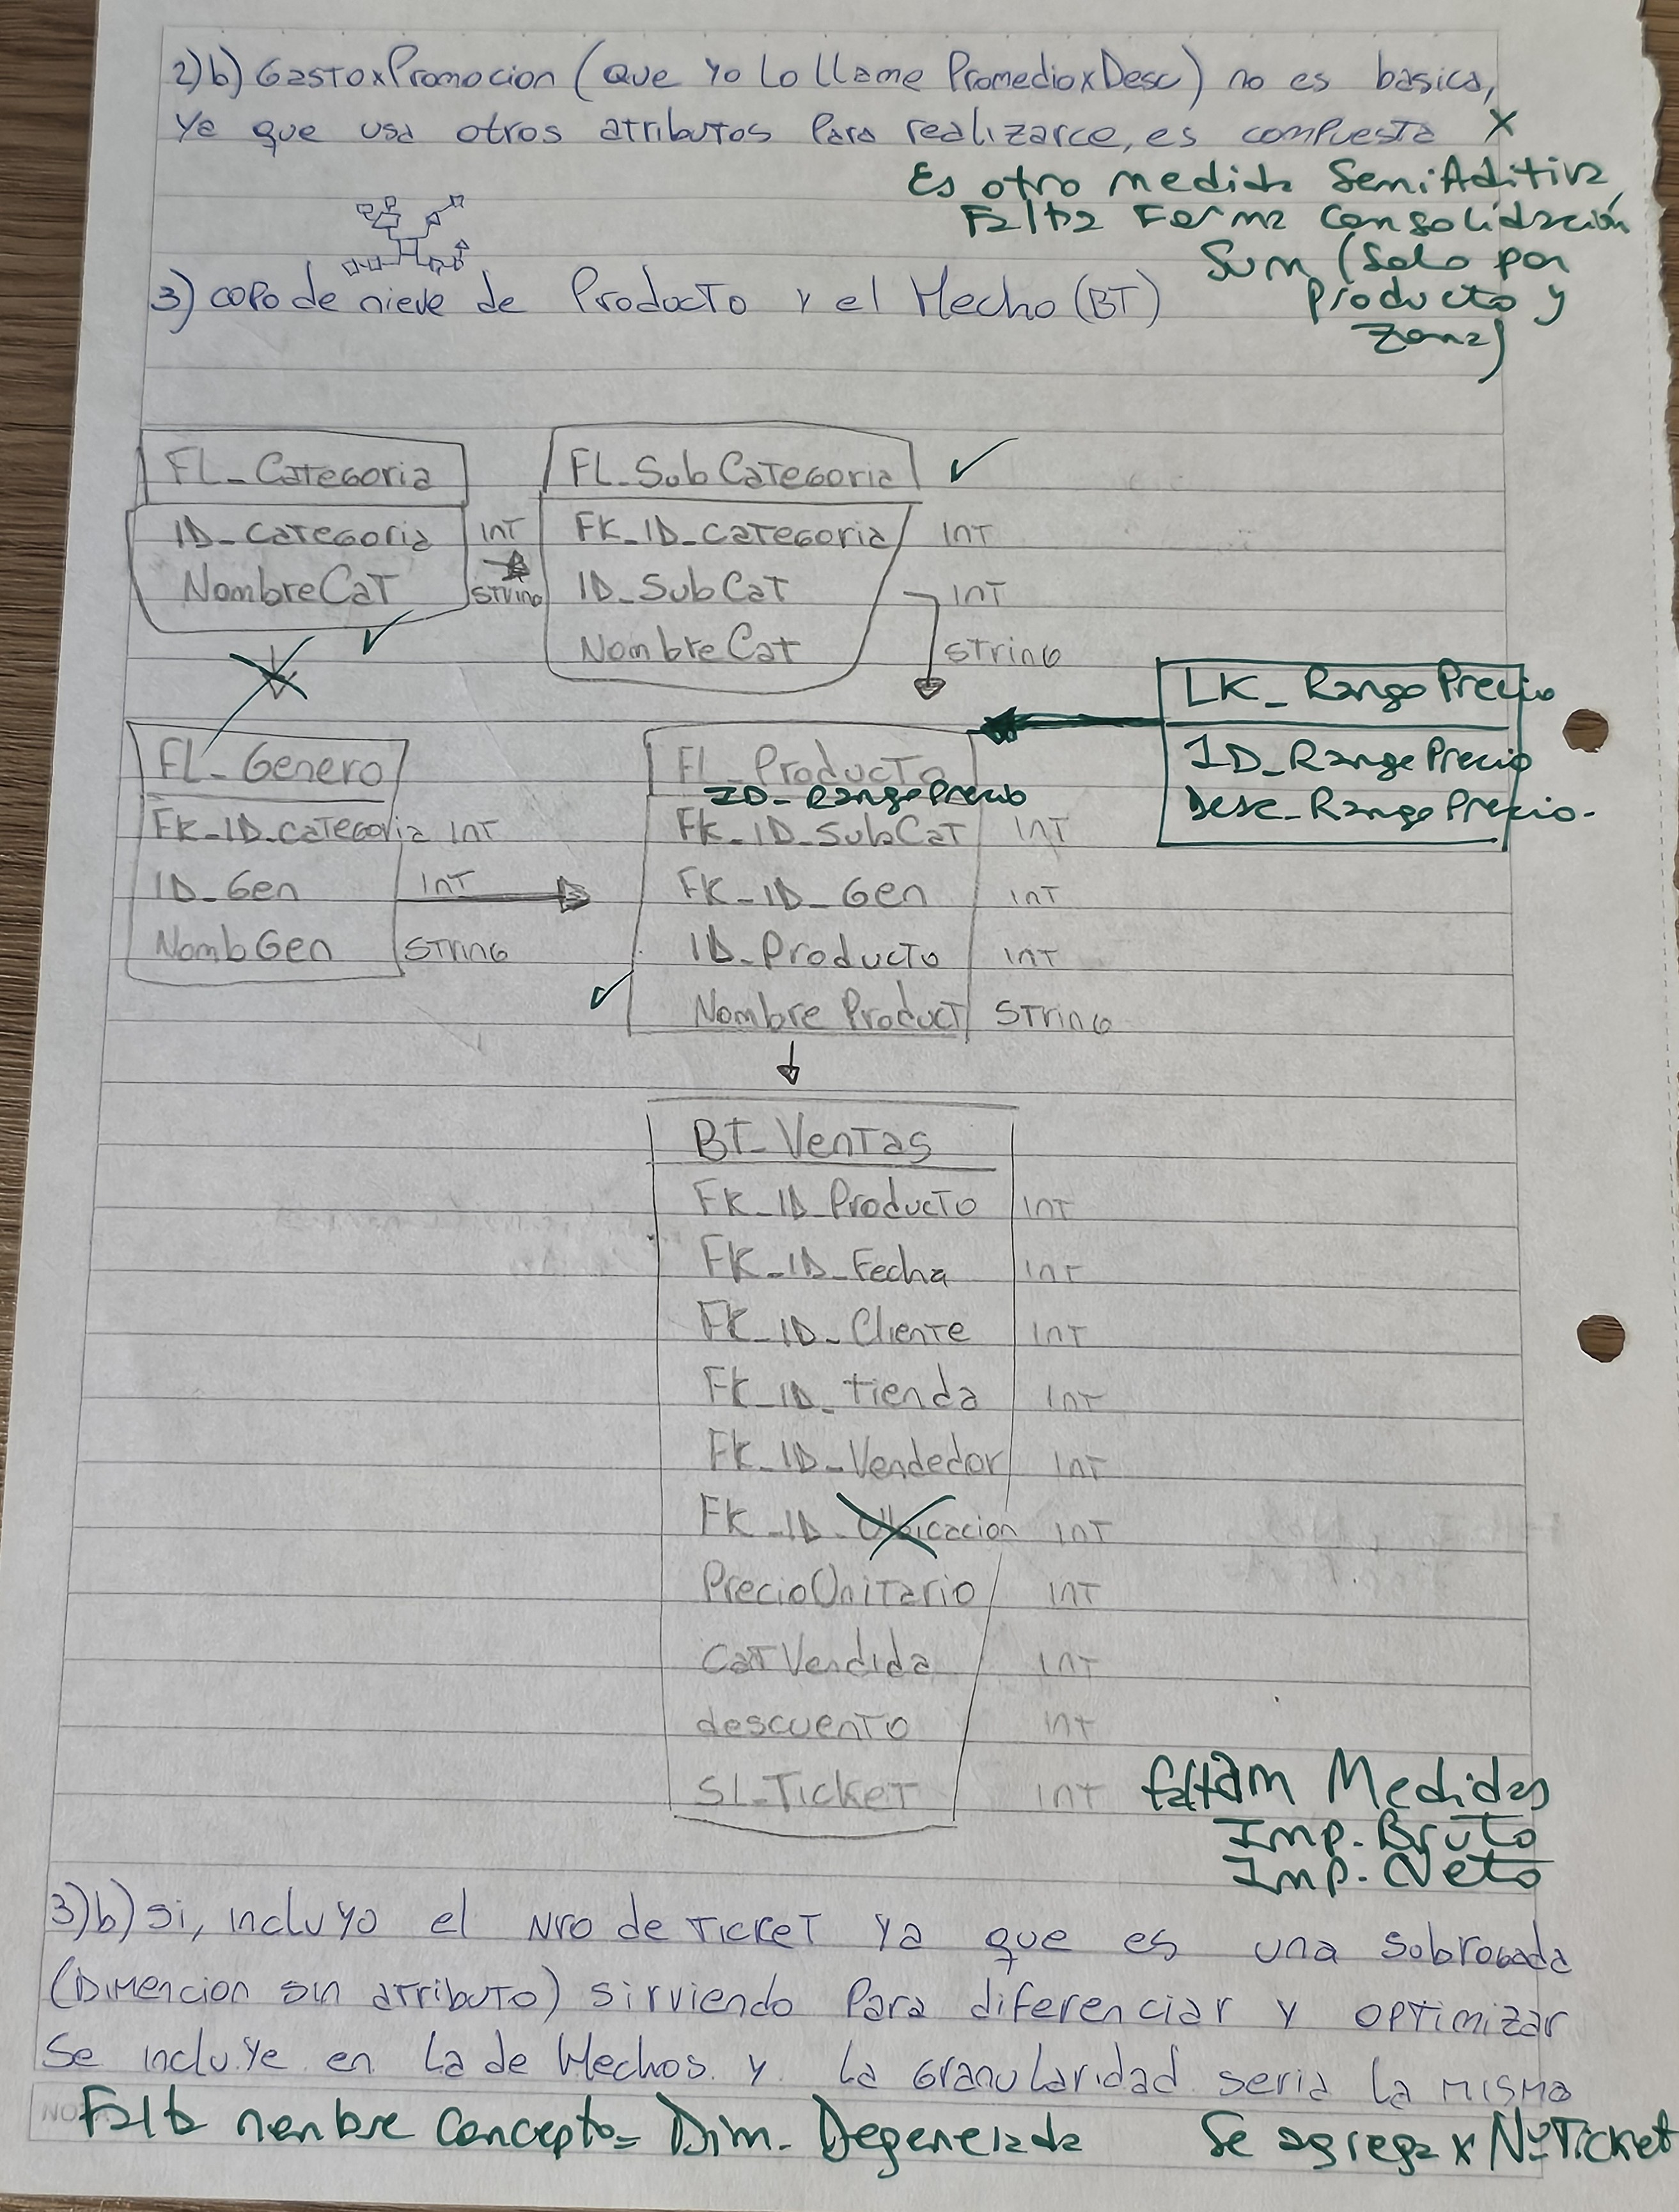 2)b) GastoxPromocion (que yo lo llame PromedioxDesc) no es basica,
ya que usa otros atributos para realizarce, es compuesta X
Es otro medida SemiAditiva
Falta Forma Consolidación
Sum (Solo por
producto y
zona)
3) copo de nieve de Producto y el Hecho (BT)
FL_Categoria
ID_Categoria INT
NombreCat STRING
FL_SubCategoria ✓
FK_ID_Categoria INT
ID_SubCat INT
NombreCat STRING
LK_RangoPrecio
ID_RangePrecio
Desc_RangoPrecio.
FL_Genero
FK_ID_Categoria INT
ID_Gen INT
NombGen STRING
FL_Producto
ID_RangoPrecio
FK_ID_SubCat INT
FK_ID_Gen INT
ID_Producto INT
Nombre Product STRING
BT_Ventas
FK_ID_Producto INT
FK_ID_Fecha INT
FK_ID_Cliente INT
FK_ID_tienda INT
FK_ID_Vendedor INT
FK_ID_Ubicacion INT
PrecioUnitario INT
CatVendida INT
descuento INT
SL_Ticket INT
faltam Medidas
Imp. Bruto
Imp. Neto
3)b) si, incluyo el Nro de Ticket ya que es una subrogada
(Dimencion sin atributo) sirviendo para diferenciar y optimizar
Se incluye en la de Hechos y la granularidad seria la misma
Falta nombre Concepto= Dim. Degenerada Se agrega x NºTicket